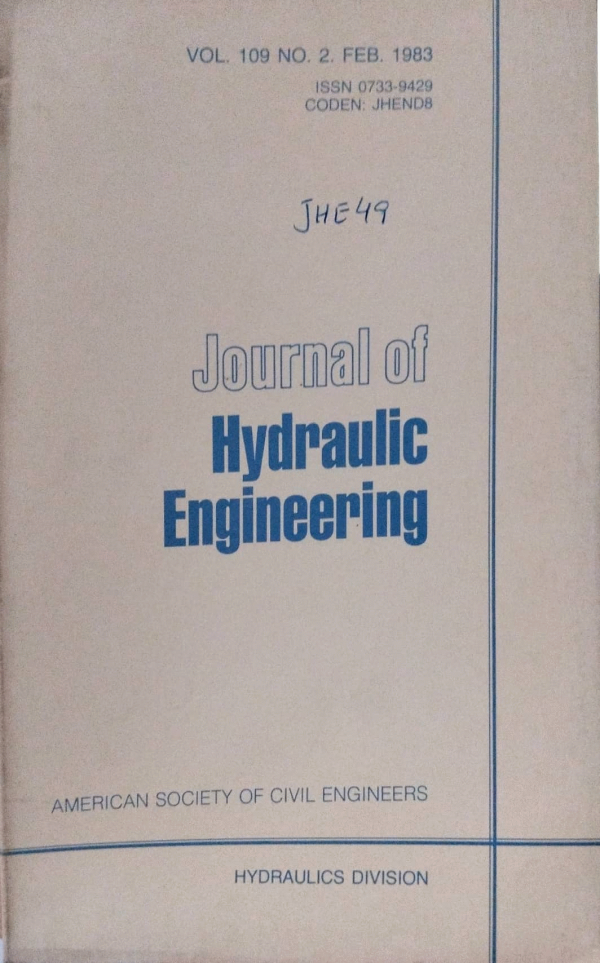 VOL. 109 NO. 2. FEB. 1983
ISSN 0733-9429
CODEN: JHEND8
JHE49
Journal of
Hydraulic
Engineering
AMERICAN SOCIETY OF CIVIL ENGINEERS
HYDRAULICS DIVISION